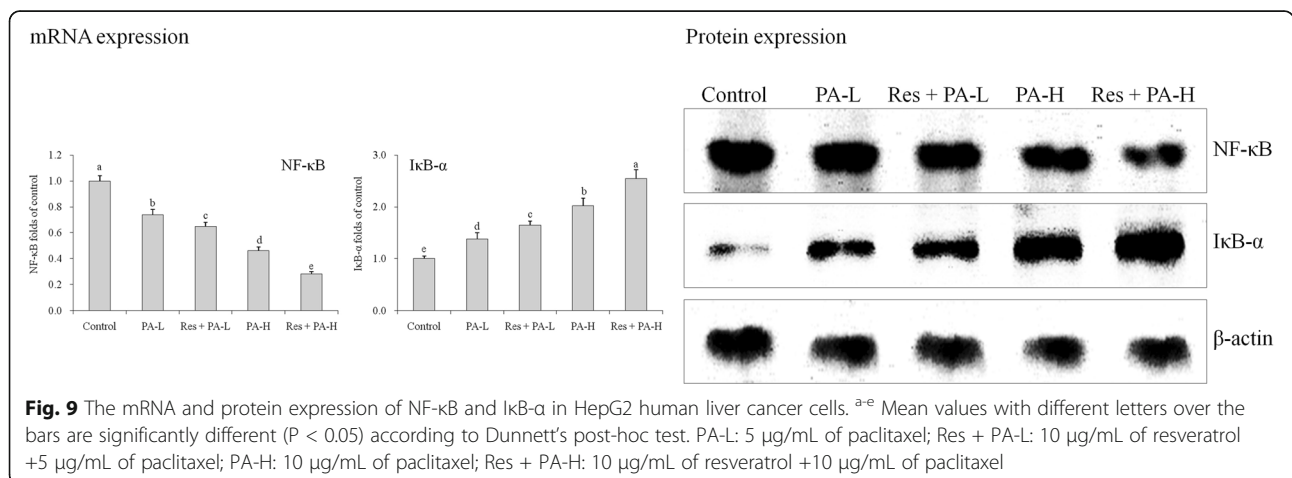 mRNA expression
Protein expression
Control PA-L Res + PA-L PA-H Res + PA-H
NF-κB
IκB-α
β-actin
NF-κB folds of control
1.2
1.0
0.8
0.6
0.4
0.2
0.0
a
b
c
d
e
NF-κB
Control PA-L Res + PA-L PA-H Res + PA-H
IκB-α folds of control
3.0
2.0
1.0
0.0
IκB-α
e
d
c
b
a
Control PA-L Res + PA-L PA-H Res + PA-H
Fig. 9 The mRNA and protein expression of NF-κB and IκB-α in HepG2 human liver cancer cells. a-e Mean values with different letters over the
bars are significantly different (P < 0.05) according to Dunnett's post-hoc test. PA-L: 5 μg/mL of paclitaxel; Res + PA-L: 10 μg/mL of resveratrol
+5 μg/mL of paclitaxel; PA-H: 10 μg/mL of paclitaxel; Res + PA-H: 10 μg/mL of resveratrol +10 μg/mL of paclitaxel